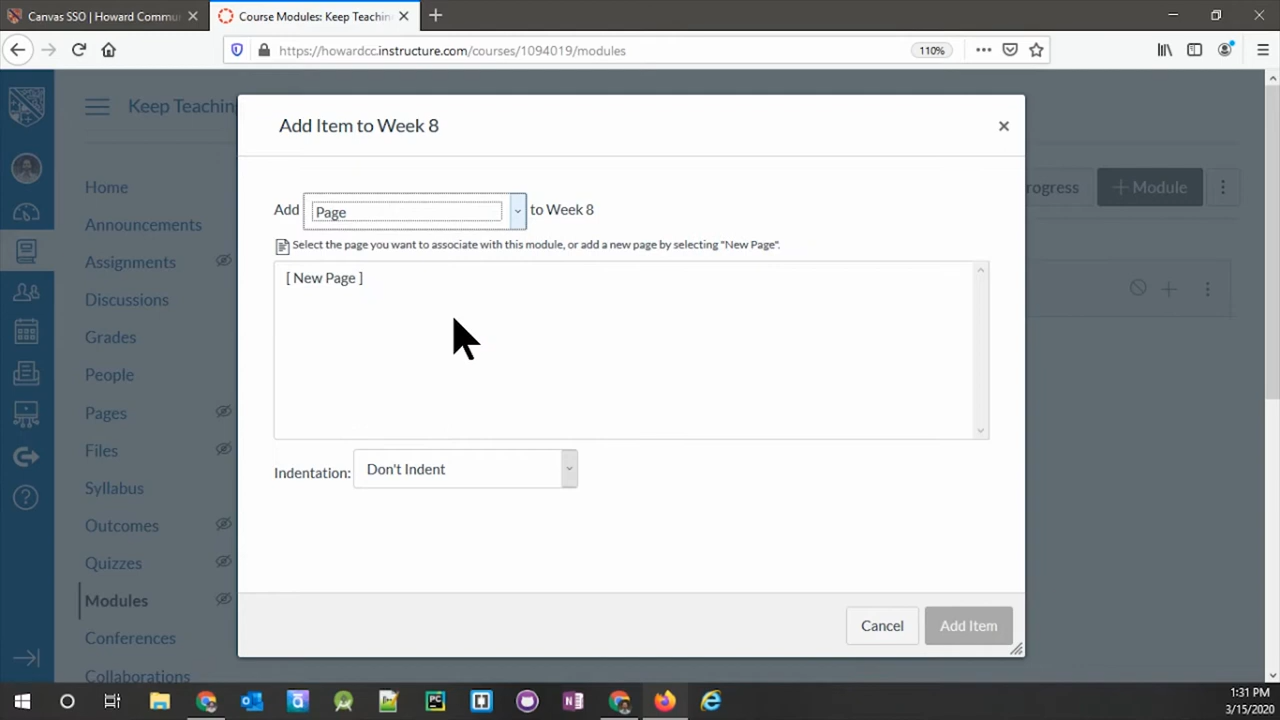 Canvas SSO | Howard Commu
Course Modules: Keep Teachin
https://howardcc.instructure.com/courses/1094019/modules
110%
Keep Teachin
Add Item to Week 8
Home
Announcements
Assignments
Discussions
Grades
People
Pages
Files
Syllabus
Outcomes
Quizzes
Modules
Conferences
Collaborations
rogress
+ Module
Add Page to Week 8
Select the page you want to associate with this module, or add a new page by selecting "New Page".
[ New Page ]
Indentation: Don't Indent
Cancel
Add Item
PC
N
1:31 PM
3/15/2020